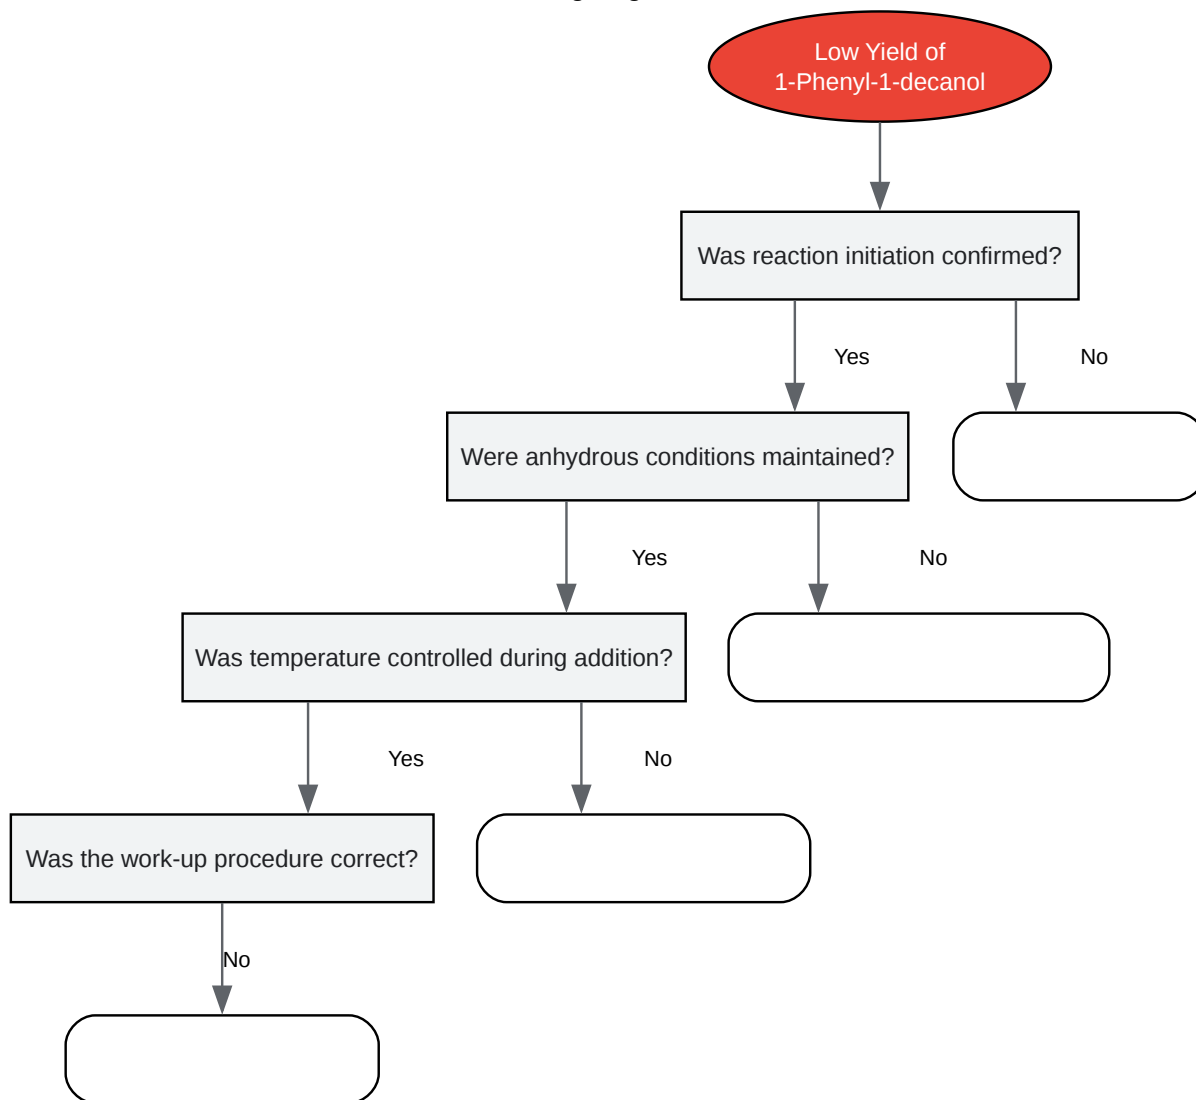 Low Yield of
1-Phenyl-1-decanol
Was reaction initiation confirmed?
Yes
No
Were anhydrous conditions maintained?
Yes
No
Was temperature controlled during addition?
Yes
No
Was the work-up procedure correct?
No